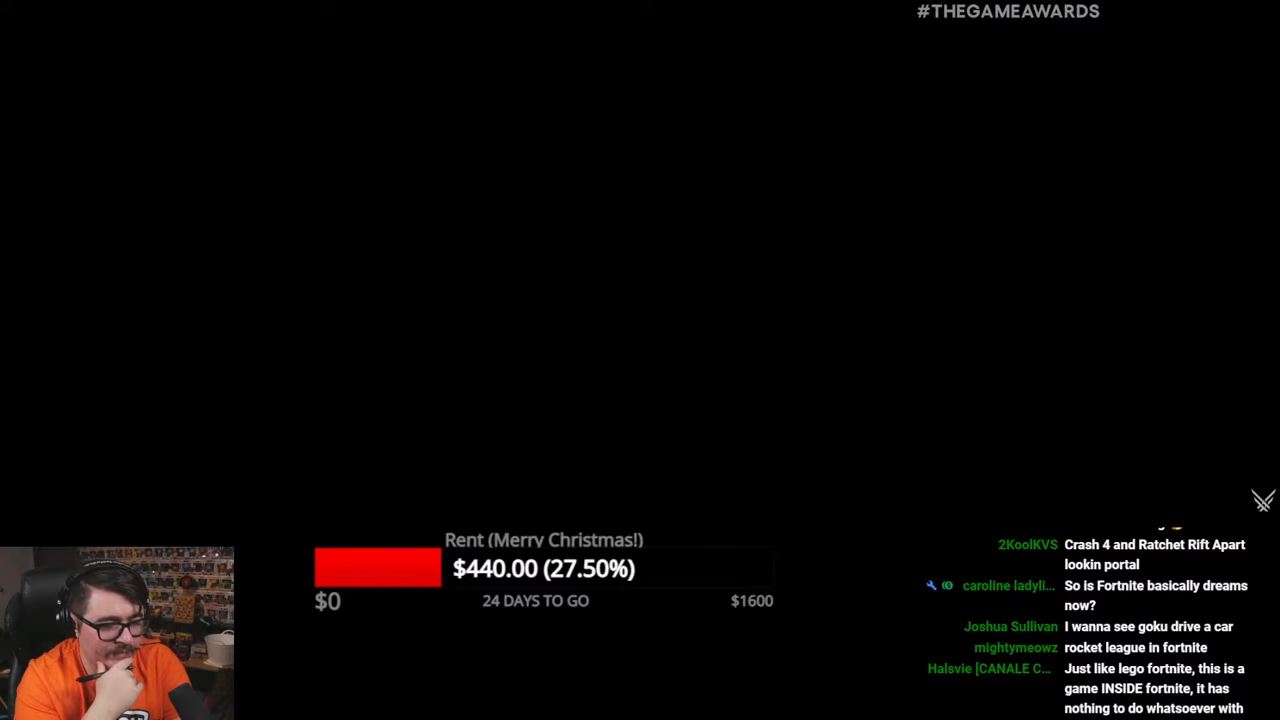 #THEGAMEAWARDS
Rent (Merry Christmas!)
$440.00 (27.50%)
$0
24 DAYS TO GO
$1600
2KoolKVS Crash 4 and Ratchet Rift Apart
lookin portal
caroline ladyli... So is Fortnite basically dreams
now?
Joshua Sullivan I wanna see goku drive a car
mightymeowz rocket league in fortnite
Halsvie [CANALE C... Just like lego fortnite, this is a
game INSIDE fortnite, it has
nothing to do whatsoever with